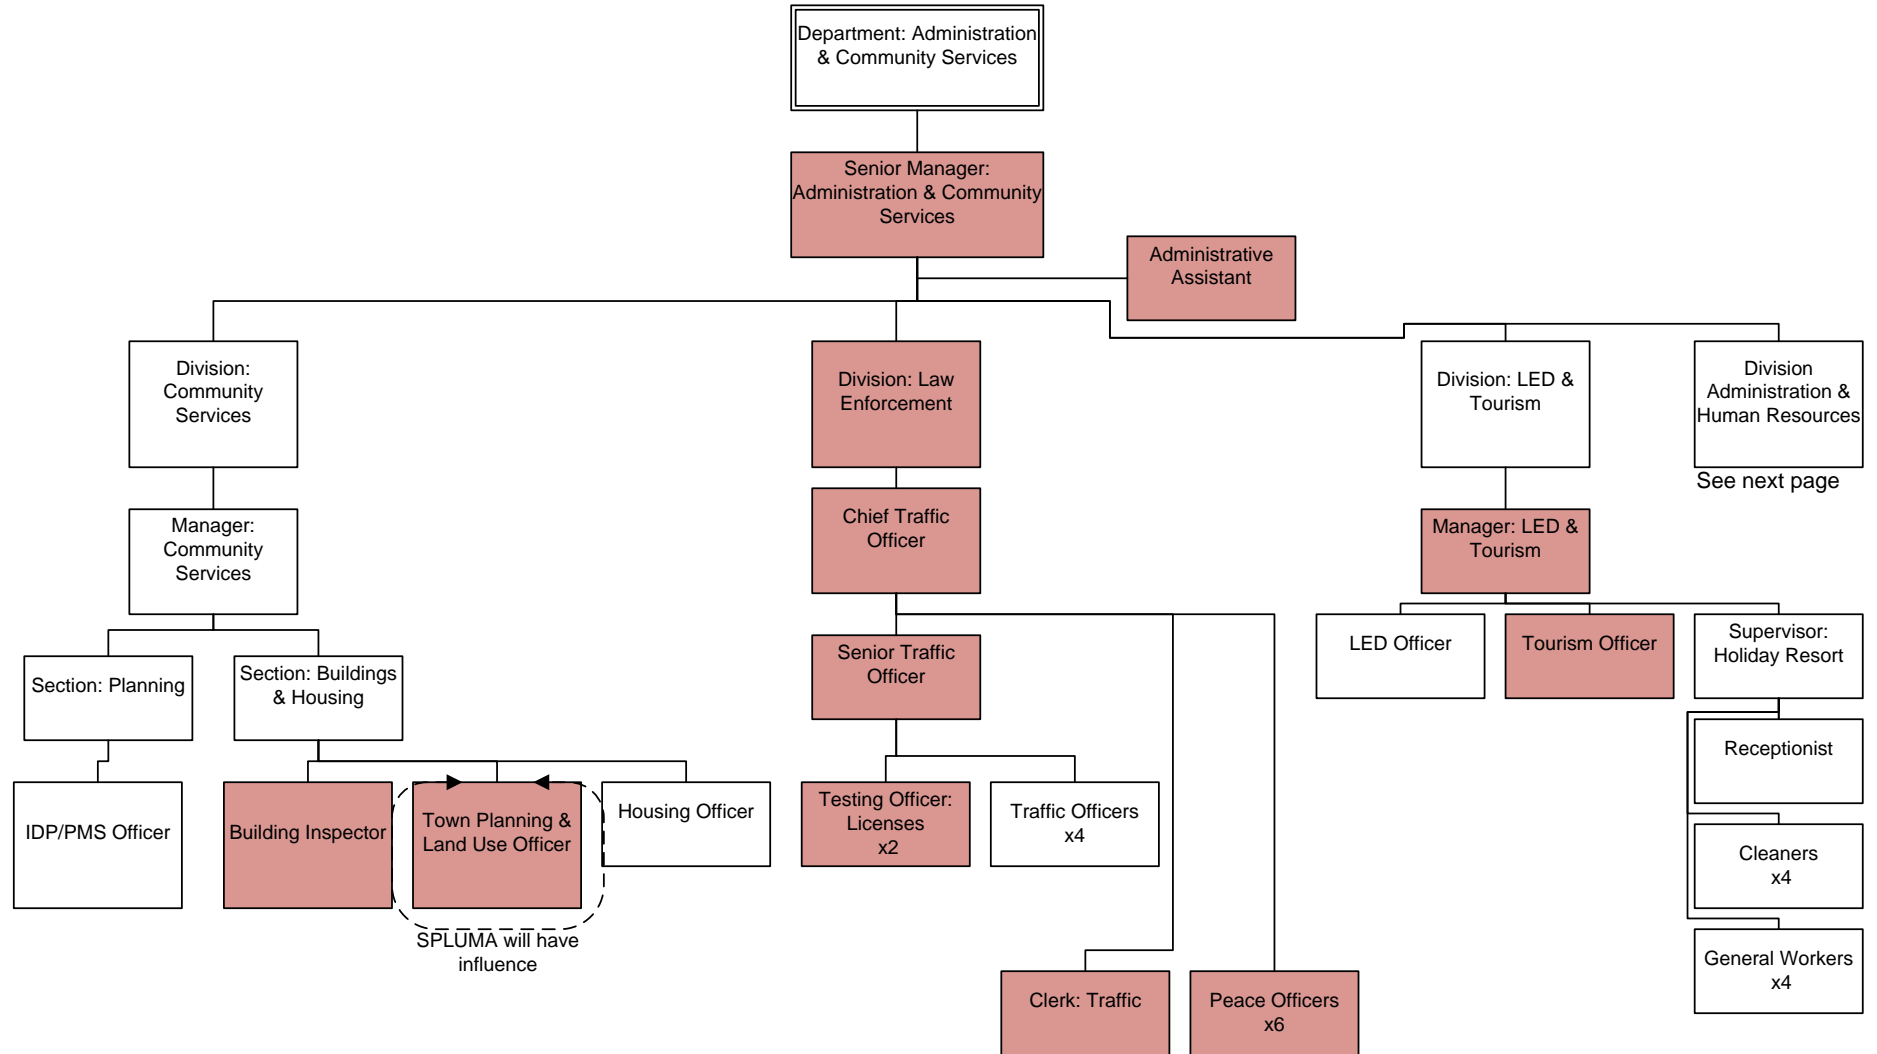 Department: Administration
& Community Services
Senior Manager:
Administration & Community
Services
Administrative
Assistant
Division:
Community
Services
Division: Law
Enforcement
Division: LED &
Tourism
Division
Administration &
Human Resources
See next page
Manager:
Community
Services
Chief Traffic
Officer
Manager: LED &
Tourism
Section: Planning
Section: Buildings
& Housing
Senior Traffic
Officer
LED Officer
Tourism Officer
Supervisor:
Holiday Resort
Receptionist
IDP/PMS Officer
Building Inspector
Town Planning &
Land Use Officer
Housing Officer
Testing Officer:
Licenses
x2
Traffic Officers
x4
Cleaners
x4
SPLUMA will have
influence
General Workers
x4
Clerk: Traffic
Peace Officers
x6